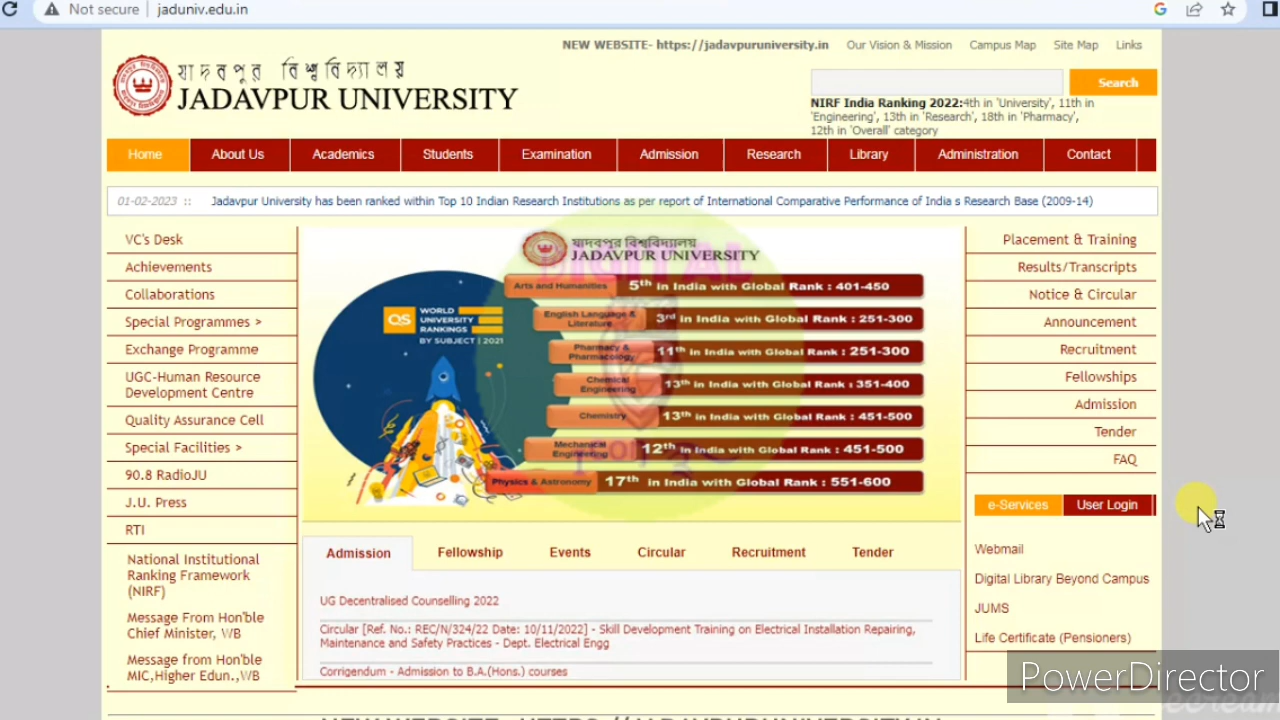 Not secure jaduniv.edu.in
NEW WEBSITE- https://jadavpuruniversity.in Our Vision & Mission Campus Map Site Map Links
যাদবপুর বিশ্ববিদ্যালয়
JADAVPUR UNIVERSITY
Search
NIRF India Ranking 2022:4th in 'University', 11th in
'Engineering', 13th in 'Research', 18th in 'Pharmacy',
12th in 'Overall' category
Home About Us Academics Students Examination Admission Research Library Administration Contact
01-02-2023 :: Jadavpur University has been ranked within Top 10 Indian Research Institutions as per report of International Comparative Performance of India s Research Base (2009-14)
VC's Desk
Achievements
Collaborations
Special Programmes >
Exchange Programme
UGC-Human Resource
Development Centre
Quality Assurance Cell
Special Facilities >
90.8 RadioJU
J.U. Press
RTI
National Institutional
Ranking Framework
(NIRF)
Message From Hon'ble
Chief Minister, WB
Message from Hon'ble
MIC,Higher Edun.,WB
যাদবপুর বিশ্ববিদ্যালয়
JADAVPUR UNIVERSITY
DIGITAL
QS WORLD
UNIVERSITY
RANKINGS
BY SUBJECT | 2021
Arts and Humanities 5th in India with Global Rank : 401-450
English Language &
Literature 3rd in India with Global Rank : 251-300
Pharmacy &
Pharmacology 11th in India with Global Rank : 251-300
Chemical
Engineering 13th in India with Global Rank : 351-400
Chemistry 13th in India with Global Rank : 451-500
Mechanical
Engineering 12th in India with Global Rank : 451-500
Physics & Astronomy 17th in India with Global Rank : 551-600
Admission Fellowship Events Circular Recruitment Tender
UG Decentralised Counselling 2022
Circular [Ref. No.: REC/N/324/22 Date: 10/11/2022] - Skill Development Training on Electrical Installation Repairing,
Maintenance and Safety Practices - Dept. Electrical Engg
Corrigendum - Admission to B.A.(Hons.) courses
Placement & Training
Results/Transcripts
Notice & Circular
Announcement
Recruitment
Fellowships
Admission
Tender
FAQ
e-Services User Login
Webmail
Digital Library Beyond Campus
JUMS
Life Certificate (Pensioners)
PowerDirector
NEW WEBSITE- HTTPS://JADAVPURUNIVERSITY.IN